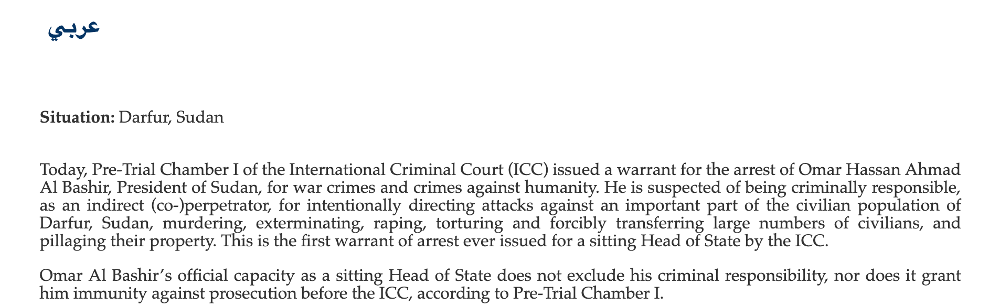 عربي
Situation: Darfur, Sudan
Today, Pre-Trial Chamber I of the International Criminal Court (ICC) issued a warrant for the arrest of Omar Hassan Ahmad
Al Bashir, President of Sudan, for war crimes and crimes against humanity. He is suspected of being criminally responsible,
as an indirect (co-)perpetrator, for intentionally directing attacks against an important part of the civilian population of
Darfur, Sudan, murdering, exterminating, raping, torturing and forcibly transferring large numbers of civilians, and
pillaging their property. This is the first warrant of arrest ever issued for a sitting Head of State by the ICC.
Omar Al Bashir’s official capacity as a sitting Head of State does not exclude his criminal responsibility, nor does it grant
him immunity against prosecution before the ICC, according to Pre-Trial Chamber I.